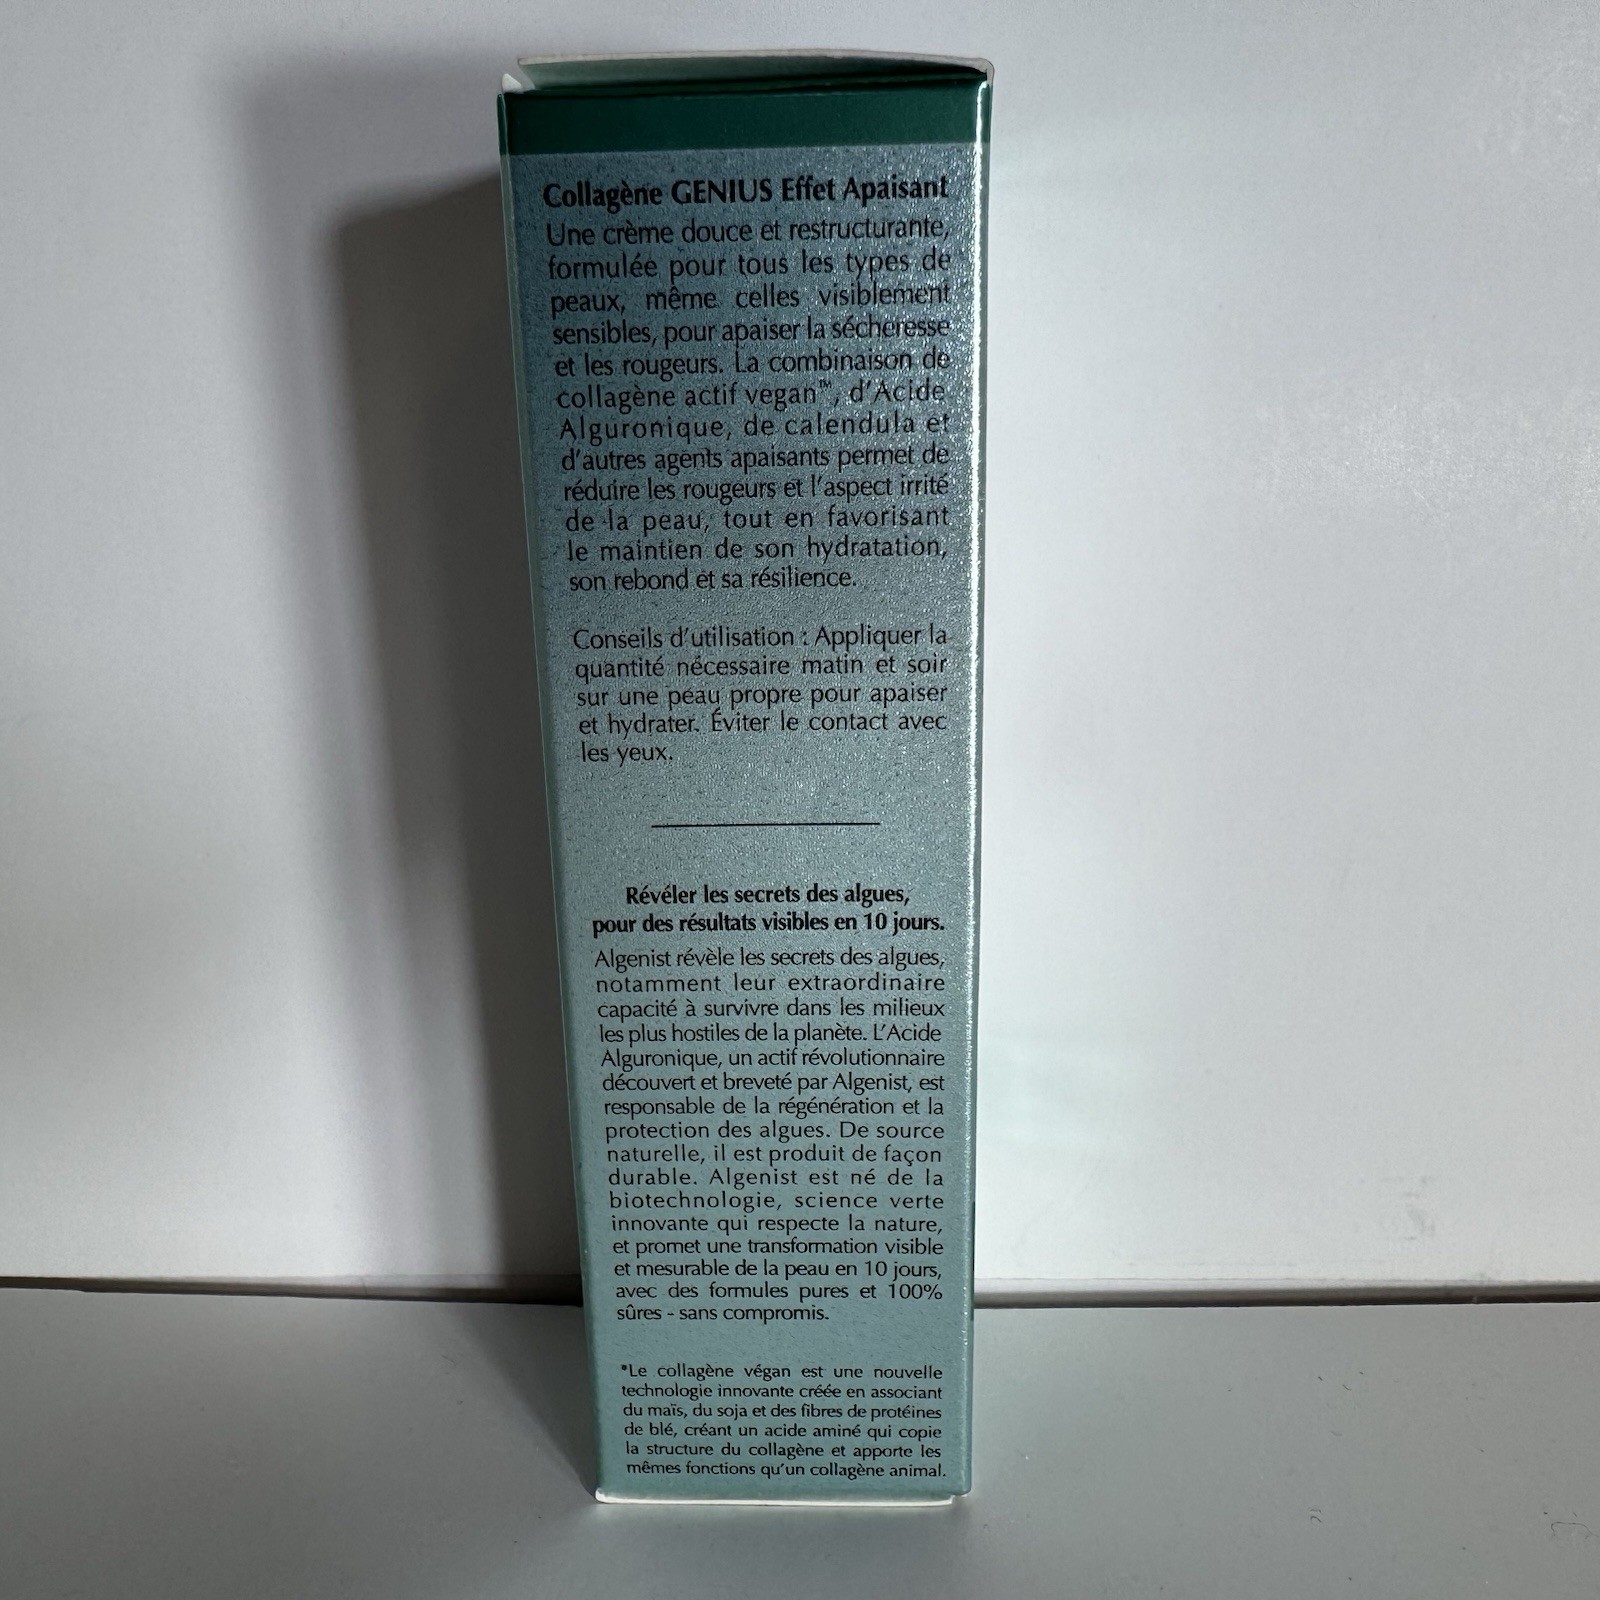 Collagène GENIUS Effet Apaisant
Une crème douce et restructurante,
formulée pour tous les types de
peaux, même celles visiblement
sensibles, pour apaiser la sécheresse
et les rougeurs. La combinaison de
collagène actif vegan™, d'Acide
Alguronique, de calendula et
d'autres agents apaisants permet de
réduire les rougeurs et l'aspect irrité
de la peau, tout en favorisant
le maintien de son hydratation,
son rebond et sa résilience.
Conseils d'utilisation : Appliquer la
quantité nécessaire matin et soir
sur une peau propre pour apaiser
et hydrater. Éviter le contact avec
les yeux.
Révéler les secrets des algues,
pour des résultats visibles en 10 jours.
Algenist révèle les secrets des algues,
notamment leur extraordinaire
capacité à survivre dans les milieux
les plus hostiles de la planète. L'Acide
Alguronique, un actif révolutionnaire
découvert et breveté par Algenist, est
responsable de la régénération et la
protection des algues. De source
naturelle, il est produit de façon
durable. Algenist est né de la
biotechnologie, science verte
innovante qui respecte la nature,
et promet une transformation visible
et mesurable de la peau en 10 jours,
avec des formules pures et 100%
sûres - sans compromis.
*Le collagène végan est une nouvelle
technologie innovante créée en associant
du maïs, du soja et des fibres de protéines
de blé, créant un acide aminé qui copie
la structure du collagène et apporte les
mêmes fonctions qu'un collagène animal.